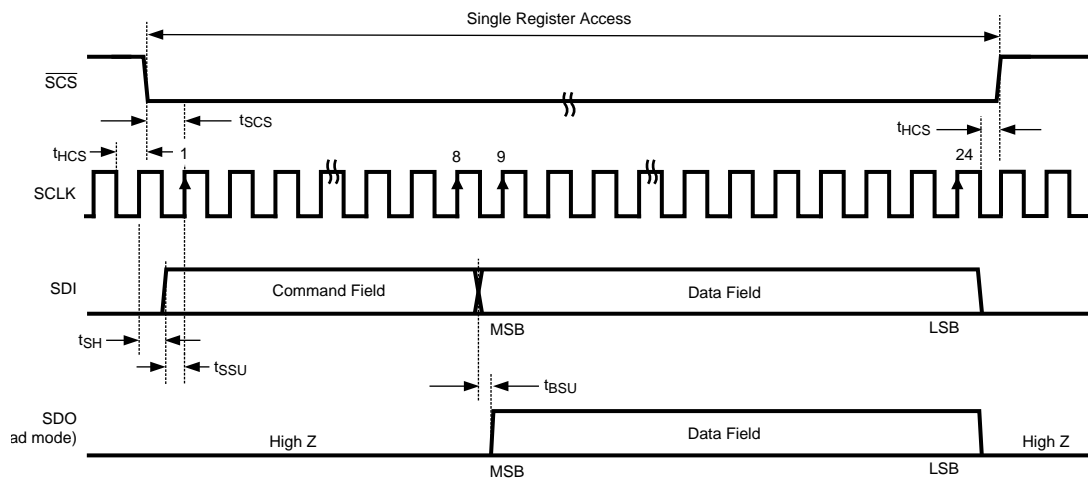 Single Register Access
SCS
tSCS
tHCS
tHCS
1
8
9
24
SCLK
SDI
Command Field
Data Field
MSB
LSB
tSH
tSSU
tBSU
SDO
ad mode)
High Z
Data Field
High Z
MSB
LSB